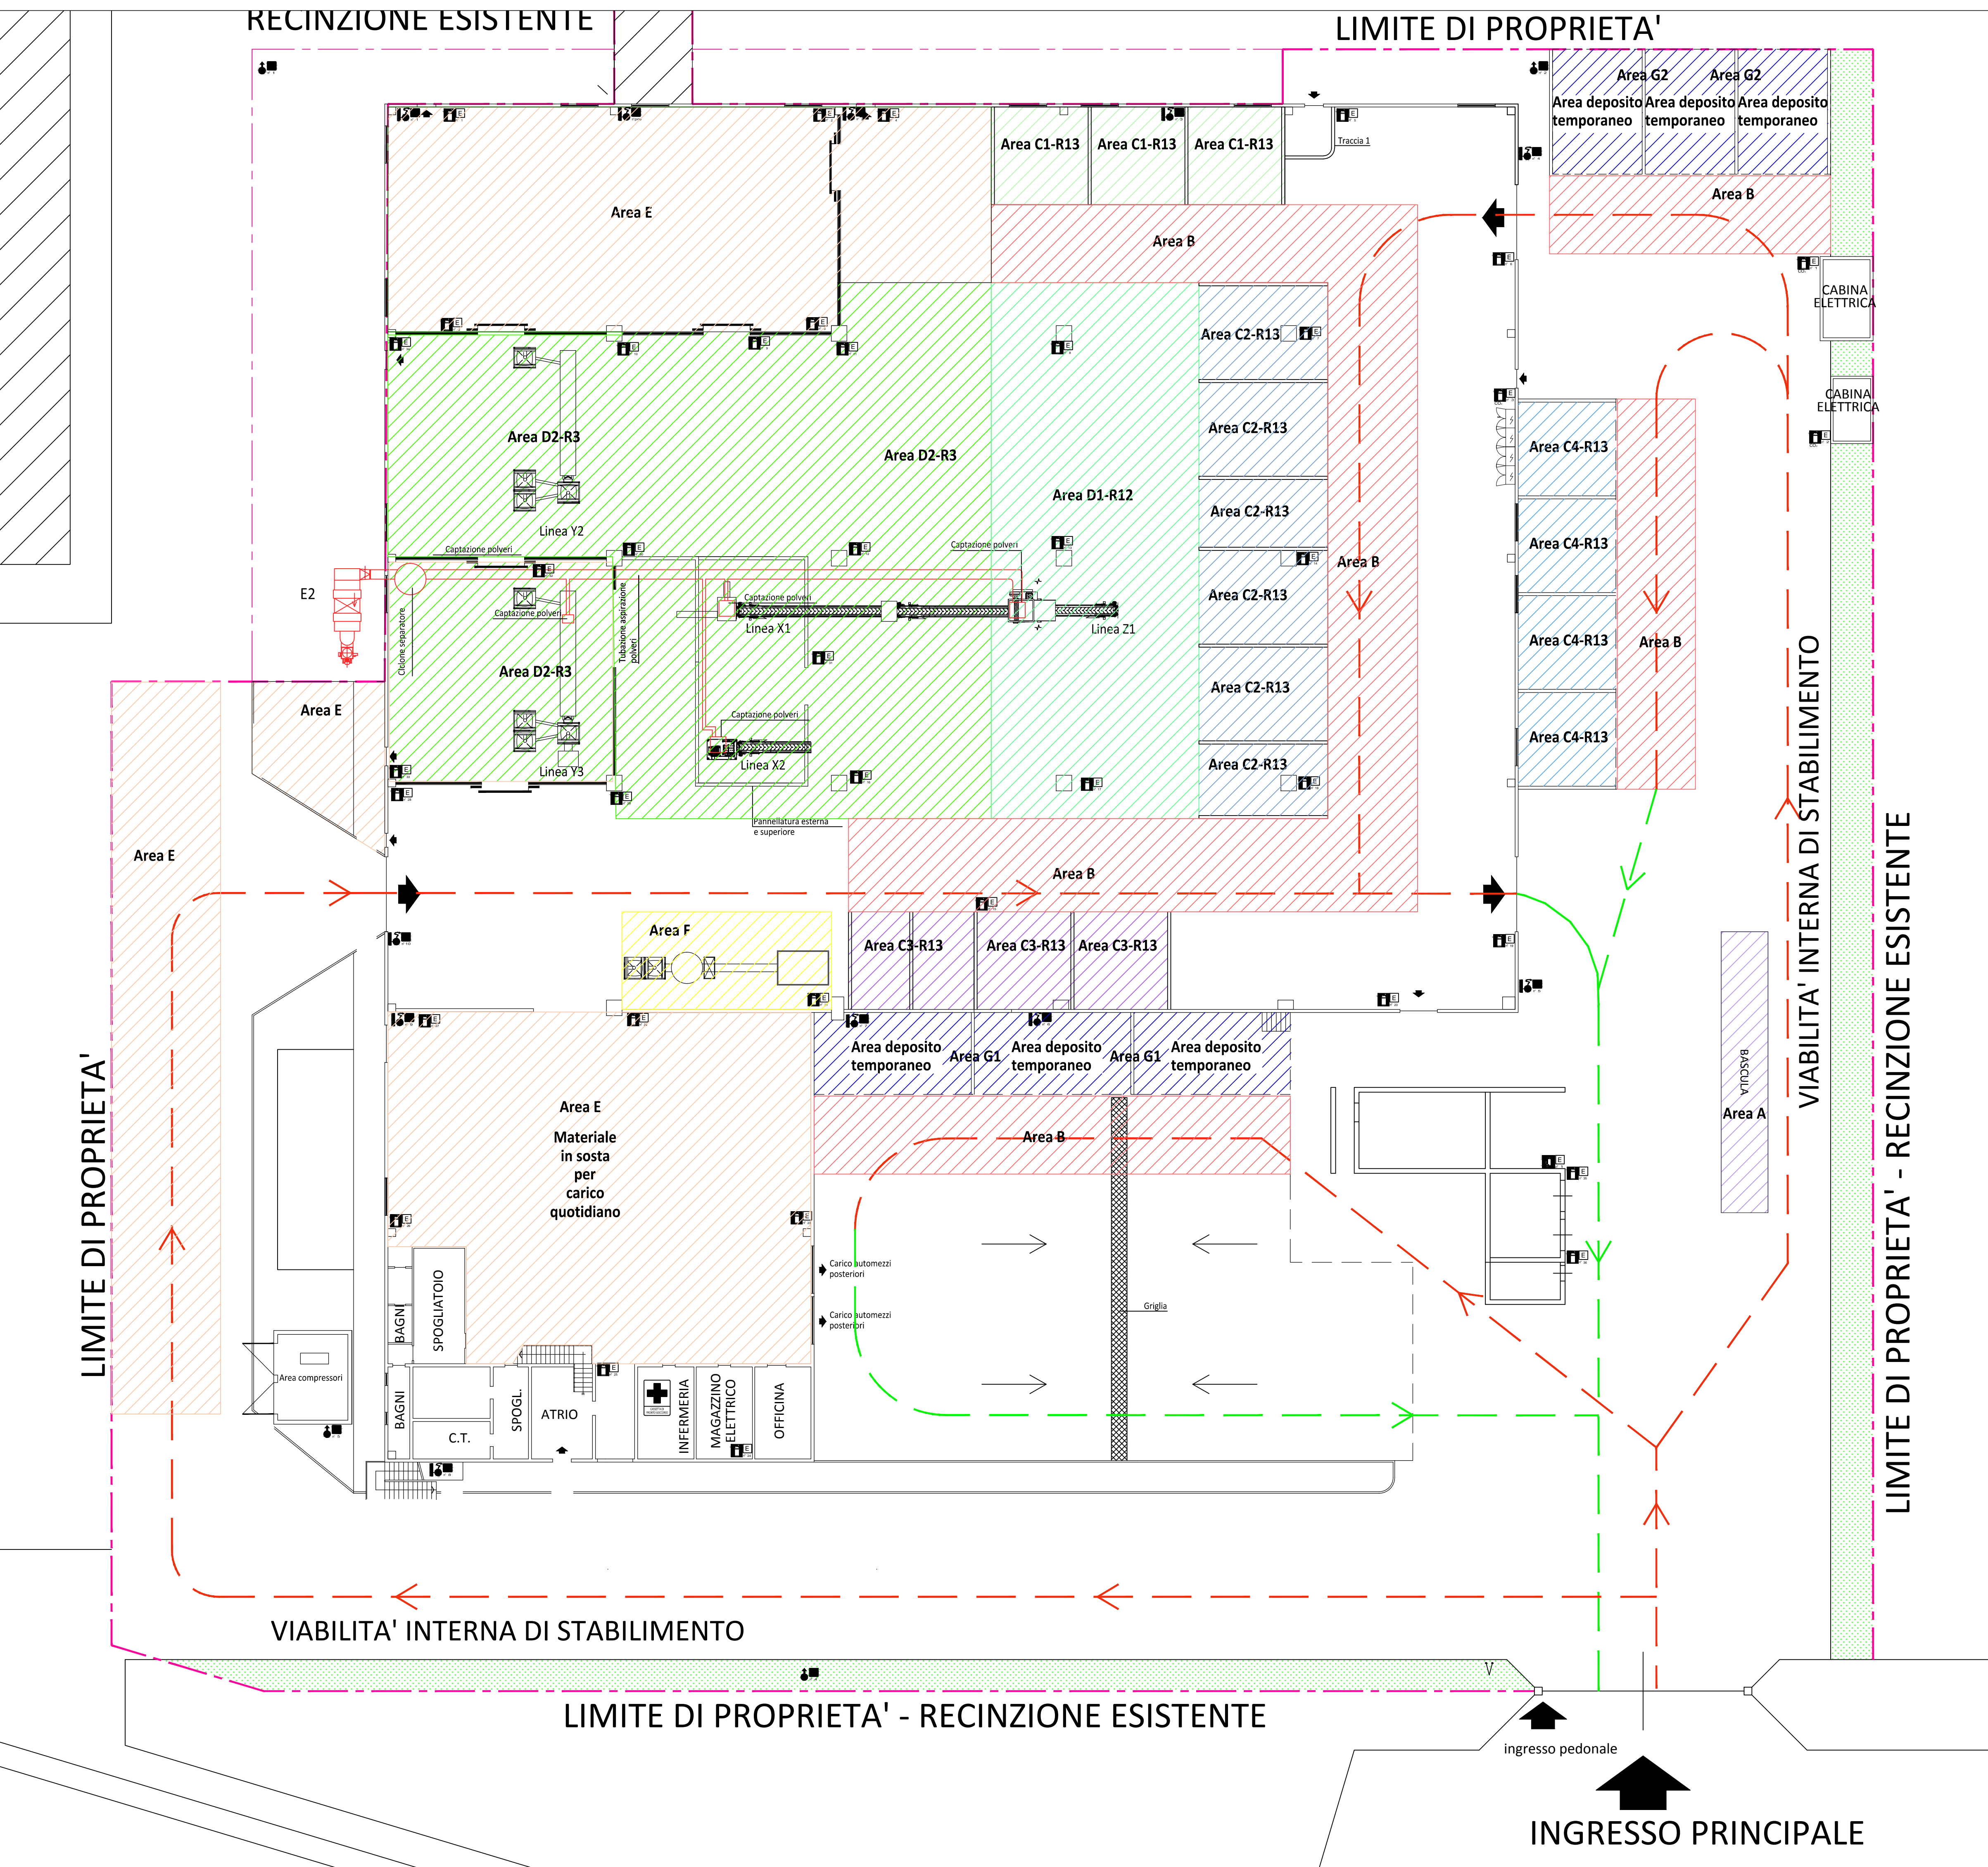 RECINZIONE ESISTENTE
LIMITE DI PROPRIETA'
Area G2
Area G2
Area deposito
temporaneo
Area deposito
temporaneo
Area deposito
temporaneo
Traccia 1
Area C1-R13
Area C1-R13
Area C1-R13
Area B
Area E
Area B
CABINA
ELETTRICA
Area C2-R13
CABINA
ELETTRICA
Area C2-R13
Area D2-R3
Area D2-R3
Area C4-R13
Area D1-R12
Area C2-R13
Linea Y2
Captazione polveri
Captazione polveri
Area C4-R13
Area B
E2
Area C2-R13
Captazione polveri
Captazione polveri
Ciclone separatore
Tubazione aspirazione
polveri
Linea X1
Linea Z1
Area C4-R13
Area B
Area D2-R3
Area C2-R13
Area E
Captazione polveri
Area C4-R13
Linea X2
Linea Y3
Area C2-R13
VIABILITA' INTERNA DI STABILIMENTO
Pannellatura esterna
e superiore
Area E
Area B
Area F
Area C3-R13
Area C3-R13
Area C3-R13
LIMITE DI PROPRIETA' - RECINZIONE ESISTENTE
Area deposito
temporaneo
Area G1
Area deposito
temporaneo
Area G1
Area deposito
temporaneo
BASCULA
Area A
LIMITE DI PROPRIETA'
Area E
Materiale
in sosta
per
carico
quotidiano
Area B
Carico automezzi
posteriori
Carico automezzi
posteriori
Griglia
BAGNI
SPOGLIATOIO
Area compressori
BAGNI
C.T.
SPOGL.
ATRIO
INFERMERIA
MAGAZZINO
ELETTRICO
OFFICINA
VIABILITA' INTERNA DI STABILIMENTO
V
LIMITE DI PROPRIETA' - RECINZIONE ESISTENTE
ingresso pedonale
INGRESSO PRINCIPALE